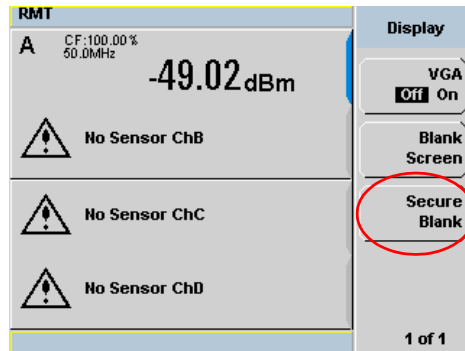 RMT
A
CF:100.00%
50.0MHz
-49.02dBm
No Sensor ChB
No Sensor ChC
No Sensor ChD
Display
VGA
Off On
Blank
Screen
Secure
Blank
1 of 1